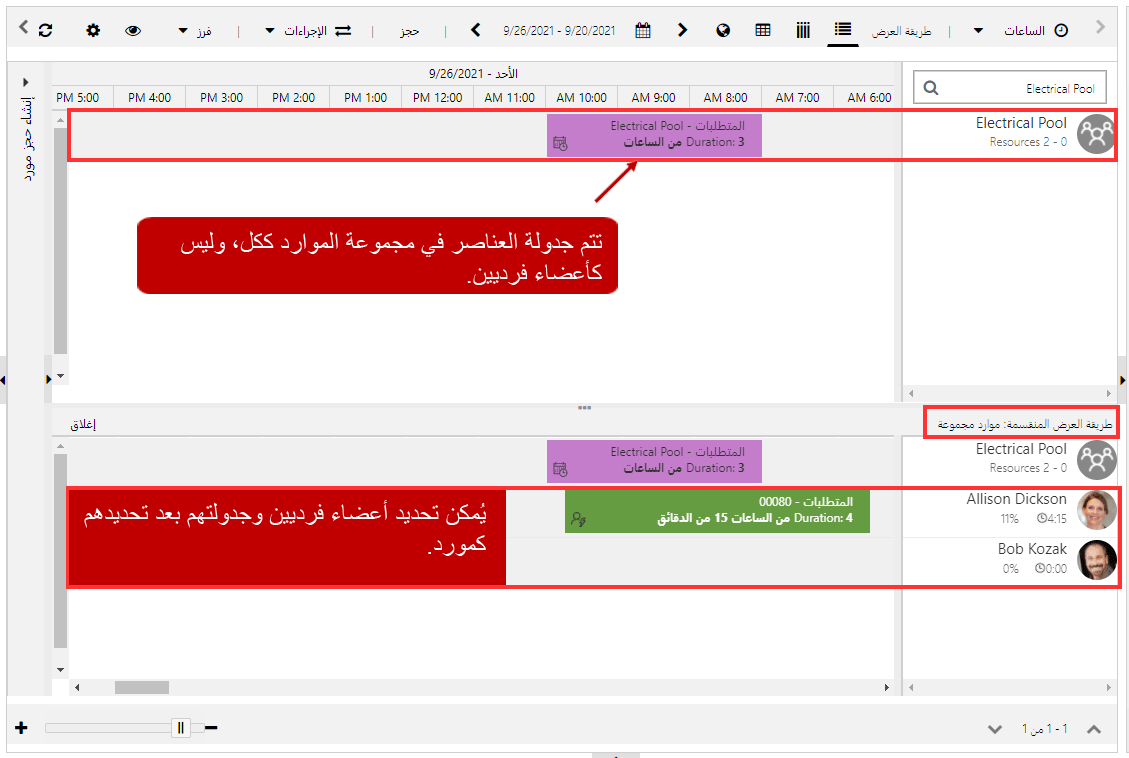 الساعات
طريقة العرض
9/26/2021 - 9/20/2021
حجز
الإجراءات
فرز
الأحد - 9/26/2021
Electrical Pool
6:00 AM
7:00 AM
8:00 AM
9:00 AM
10:00 AM
11:00 AM
12:00 PM
1:00 PM
2:00 PM
3:00 PM
4:00 PM
5:00 PM
إنشاء حجز مورد
Electrical Pool
Resources 2 - 0
المتطلبات - Electrical Pool
Duration: 3 من الساعات
تتم جدولة العناصر في مجموعة الموارد ككل، وليس
كأعضاء فرديين.
طريقة العرض المنقسمة: موارد مجموعة
إغلاق
Electrical Pool
Resources 2 - 0
المتطلبات - Electrical Pool
Duration: 3 من الساعات
Allison Dickson
4:15
11%
المتطلبات - 00080
Duration: 4 من الساعات 15 من الدقائق
Bob Kozak
0:00
0%
يُمكن تحديد أعضاء فرديين وجدولتهم بعد تحديدهم
كمورد.
1 - 1 من 1